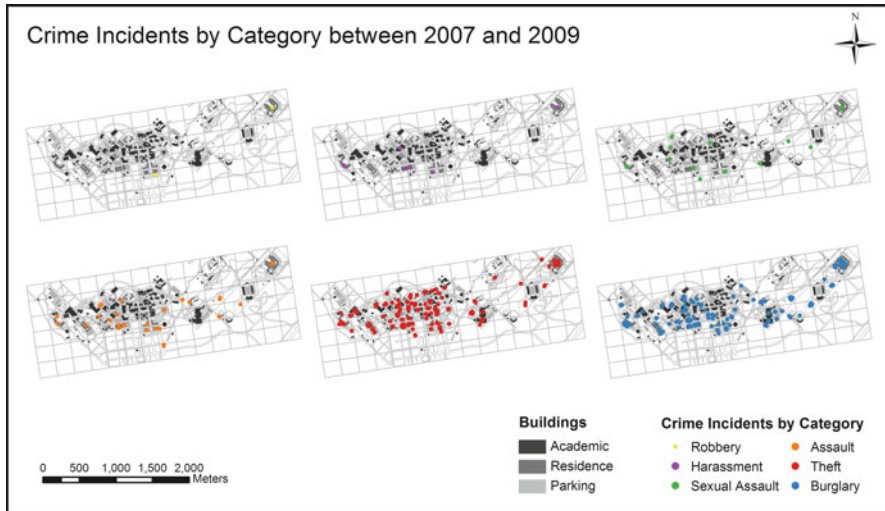 Crime Incidents by Category between 2007 and 2009
N
Buildings
Academic
Residence
Parking
Crime Incidents by Category
Robbery
Harassment
Sexual Assault
Assault
Theft
Burglary
0 500 1,000 1,500 2,000
Meters